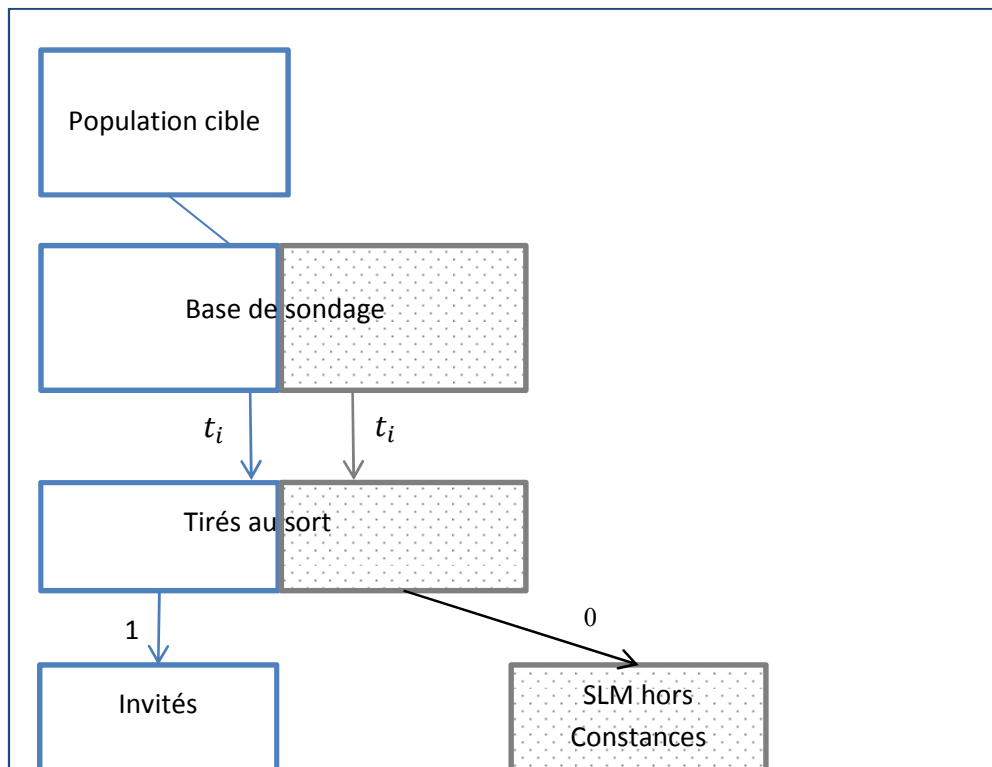 Population cible
Base de sondage
t_i t_i
Tirés au sort
1 0
Invités
SLM hors
Constances